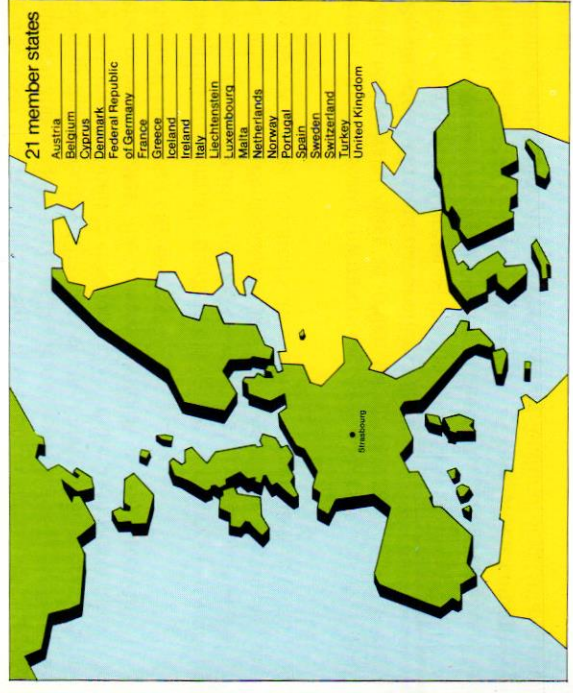 21 member states
Austria
Belgium
Cyprus
Denmark
Federal Republic
of Germany
France
Greece
Iceland
Ireland
Italy
Liechtenstein
Luxembourg
Malta
Netherlands
Norway
Portugal
Spain
Sweden
Switzerland
Turkey
United Kingdom
Strasbourg